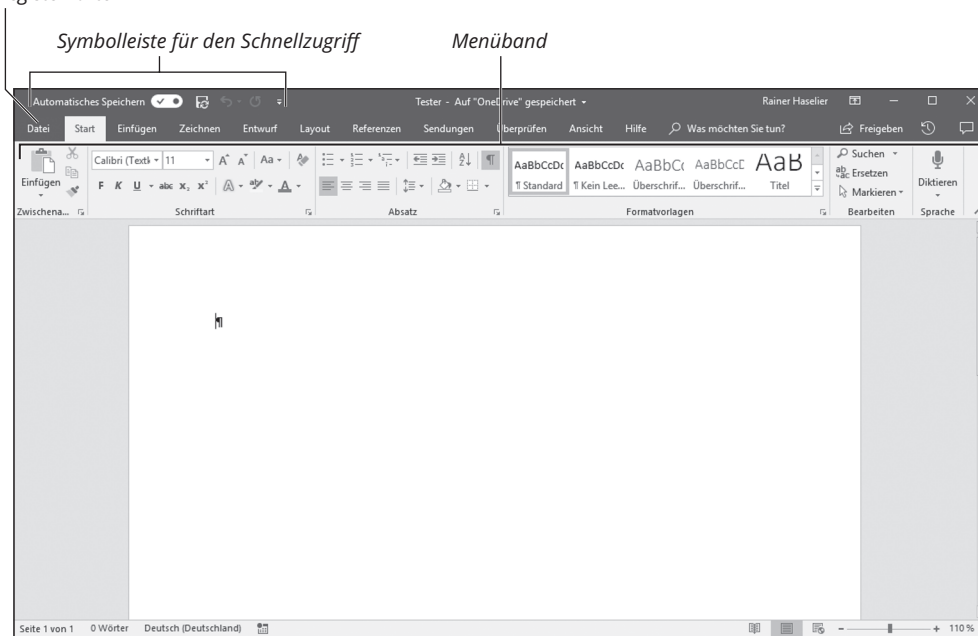 Symbolleiste für den Schnellzugriff Menüband
Automatisches Speichern Tester - Auf "OneDrive" gespeichert Rainer Haselier
Datei Start Einfügen Zeichnen Entwurf Layout Referenzen Sendungen Überprüfen Ansicht Hilfe Was möchten Sie tun? Freigeben
Einfügen Calibri (Textk 11 A A Aa AaBbCcDc AaBbCcDc AaBbCc AaBbCcE AaB Suchen
Ersetzen Diktieren
F K U abc x₂ x² A A ¶ Standard ¶ Kein Lee... Überschrif... Überschrif... Titel Markieren
Zwischena... Schriftart Absatz Formatvorlagen Bearbeiten Sprache
¶
Seite 1 von 1 0 Wörter Deutsch (Deutschland) 110 %